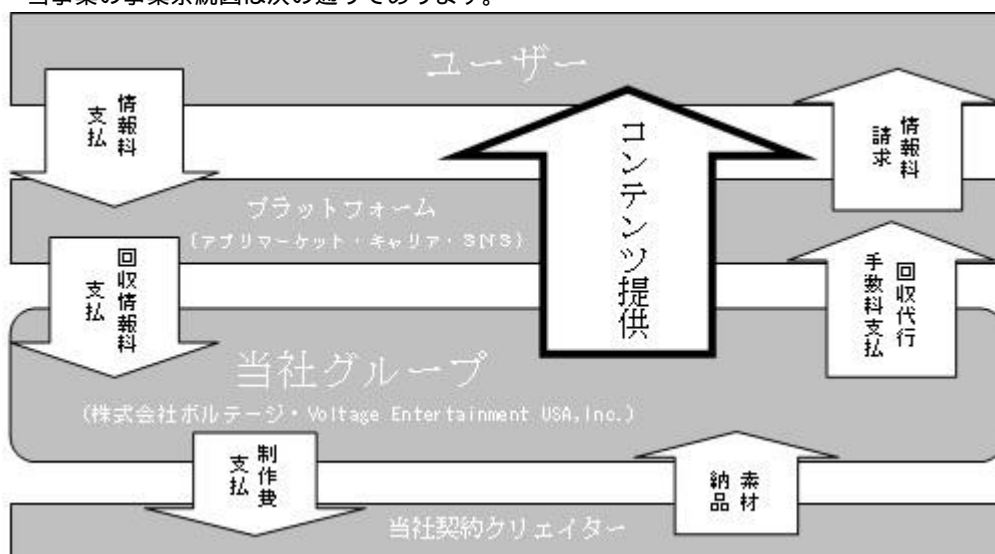 当事業の事業系統図は次の通りであります。
ユーザー
情報料
支払
コンテンツ提供
情報料
請求
プラットフォーム
(アプリマーケット・キャリア・SNS)
回収情報料
支払
回収代行
手数料支払
当社グループ
(株式会社ボルテージ・Voltage Entertainment USA,Inc.)
制作費
支払
素材
納品
当社契約クリエイター